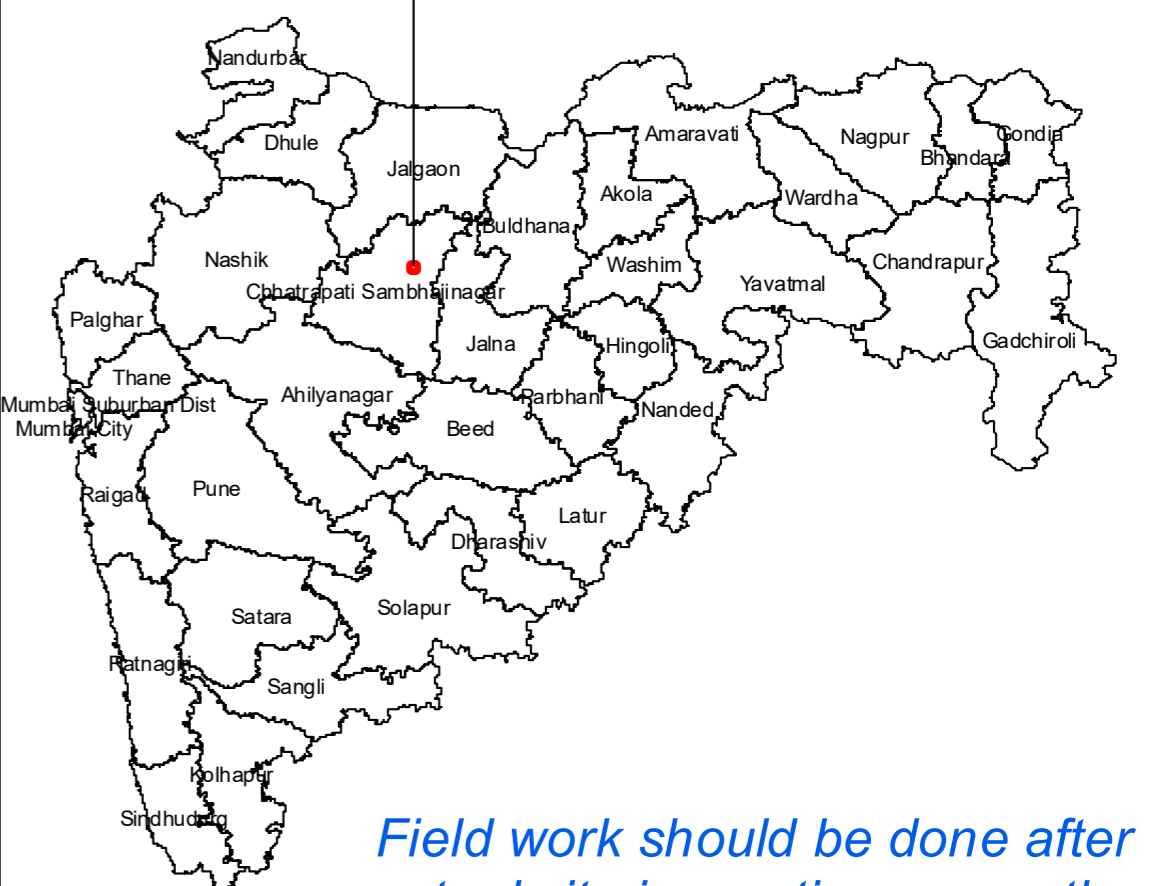 Nandurbar
Dhule
Jalgaon
Amaravati
Nagpur
Gondia
Bhandara
Akola
Wardha
Buldhana
Nashik
Washim
Chandrapur
Chhatrapati Sambhajinagar
Yavatmal
Palghar
Jalna
Hingoli
Gadchiroli
Thane
Ahilyanagar
Parbhani
Mumbai Suburban Dist
Nanded
Mumbai City
Beed
Raigad
Pune
Latur
Dharashiv
Satara
Solapur
Ratnagiri
Sangli
Kolhapur
Sindhudurg
Field work should be done after